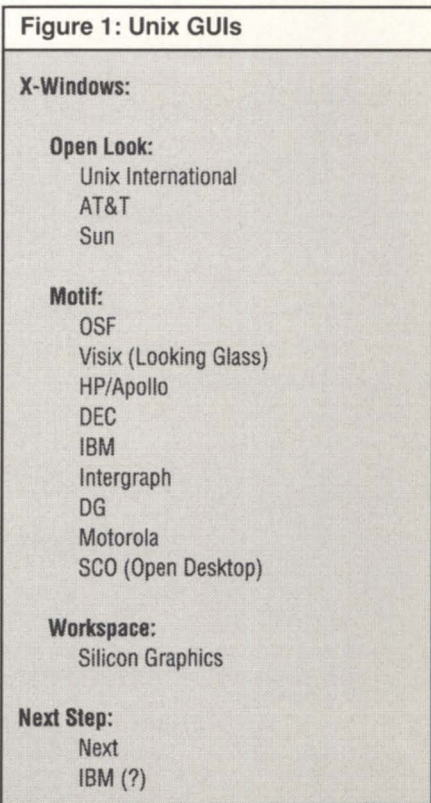 Figure 1: Unix GUIs
X-Windows:
Open Look:
Unix International
AT&T
Sun
Motif:
OSF
Visix (Looking Glass)
HP/Apollo
DEC
IBM
Intergraph
DG
Motorola
SCO (Open Desktop)
Workspace:
Silicon Graphics
Next Step:
Next
IBM (?)